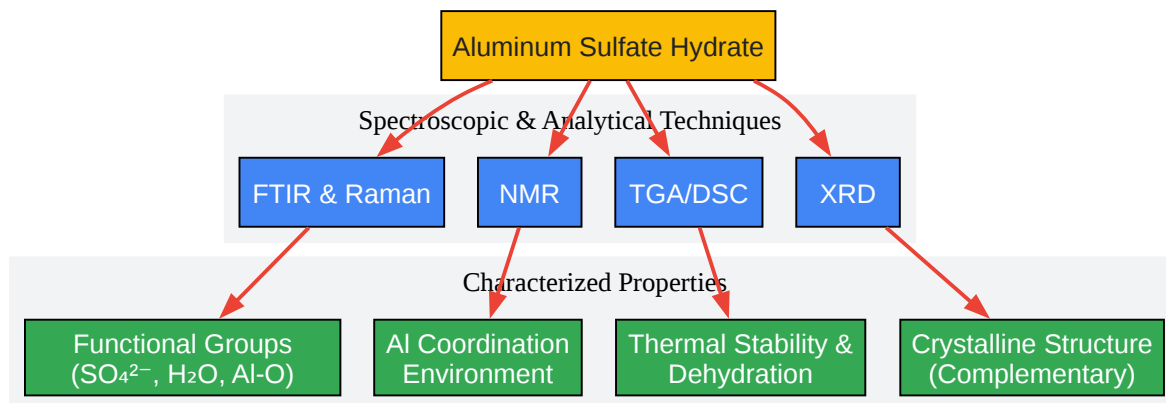 Aluminum Sulfate Hydrate
Spectroscopic & Analytical Techniques
FTIR & Raman
NMR
TGA/DSC
XRD
Characterized Properties
Functional Groups
(SO₄²⁻, H₂O, Al-O)
Al Coordination
Environment
Thermal Stability &
Dehydration
Crystalline Structure
(Complementary)